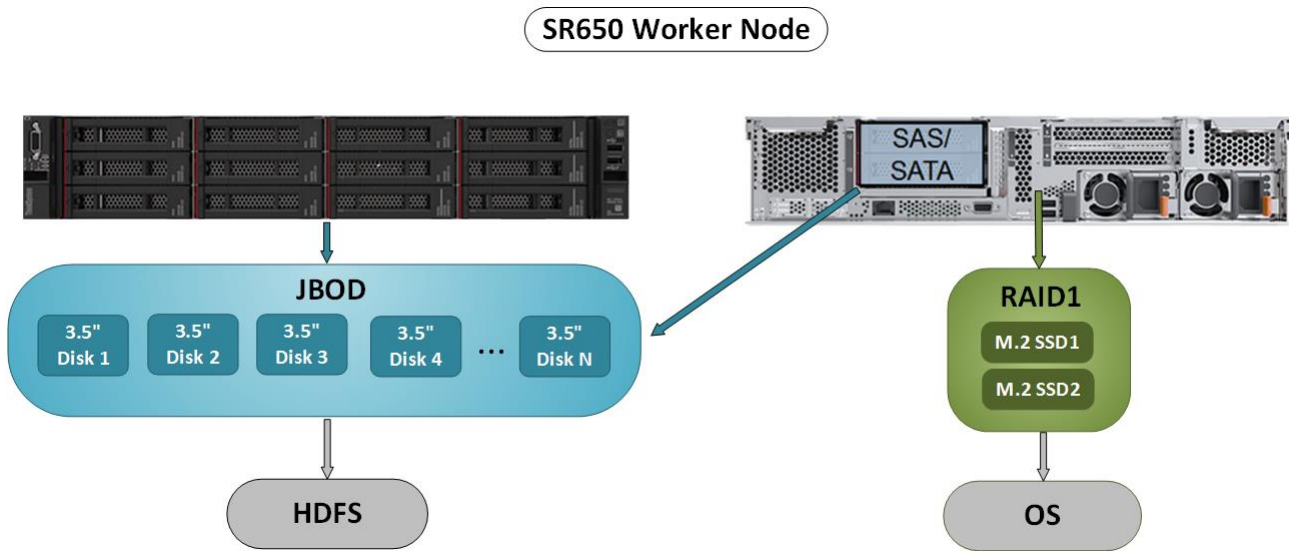 SR650 Worker Node
SAS/
SATA
JBOD
3.5"
Disk 1
3.5"
Disk 2
3.5"
Disk 3
3.5"
Disk 4
...
3.5"
Disk N
RAID1
M.2 SSD1
M.2 SSD2
HDFS
OS